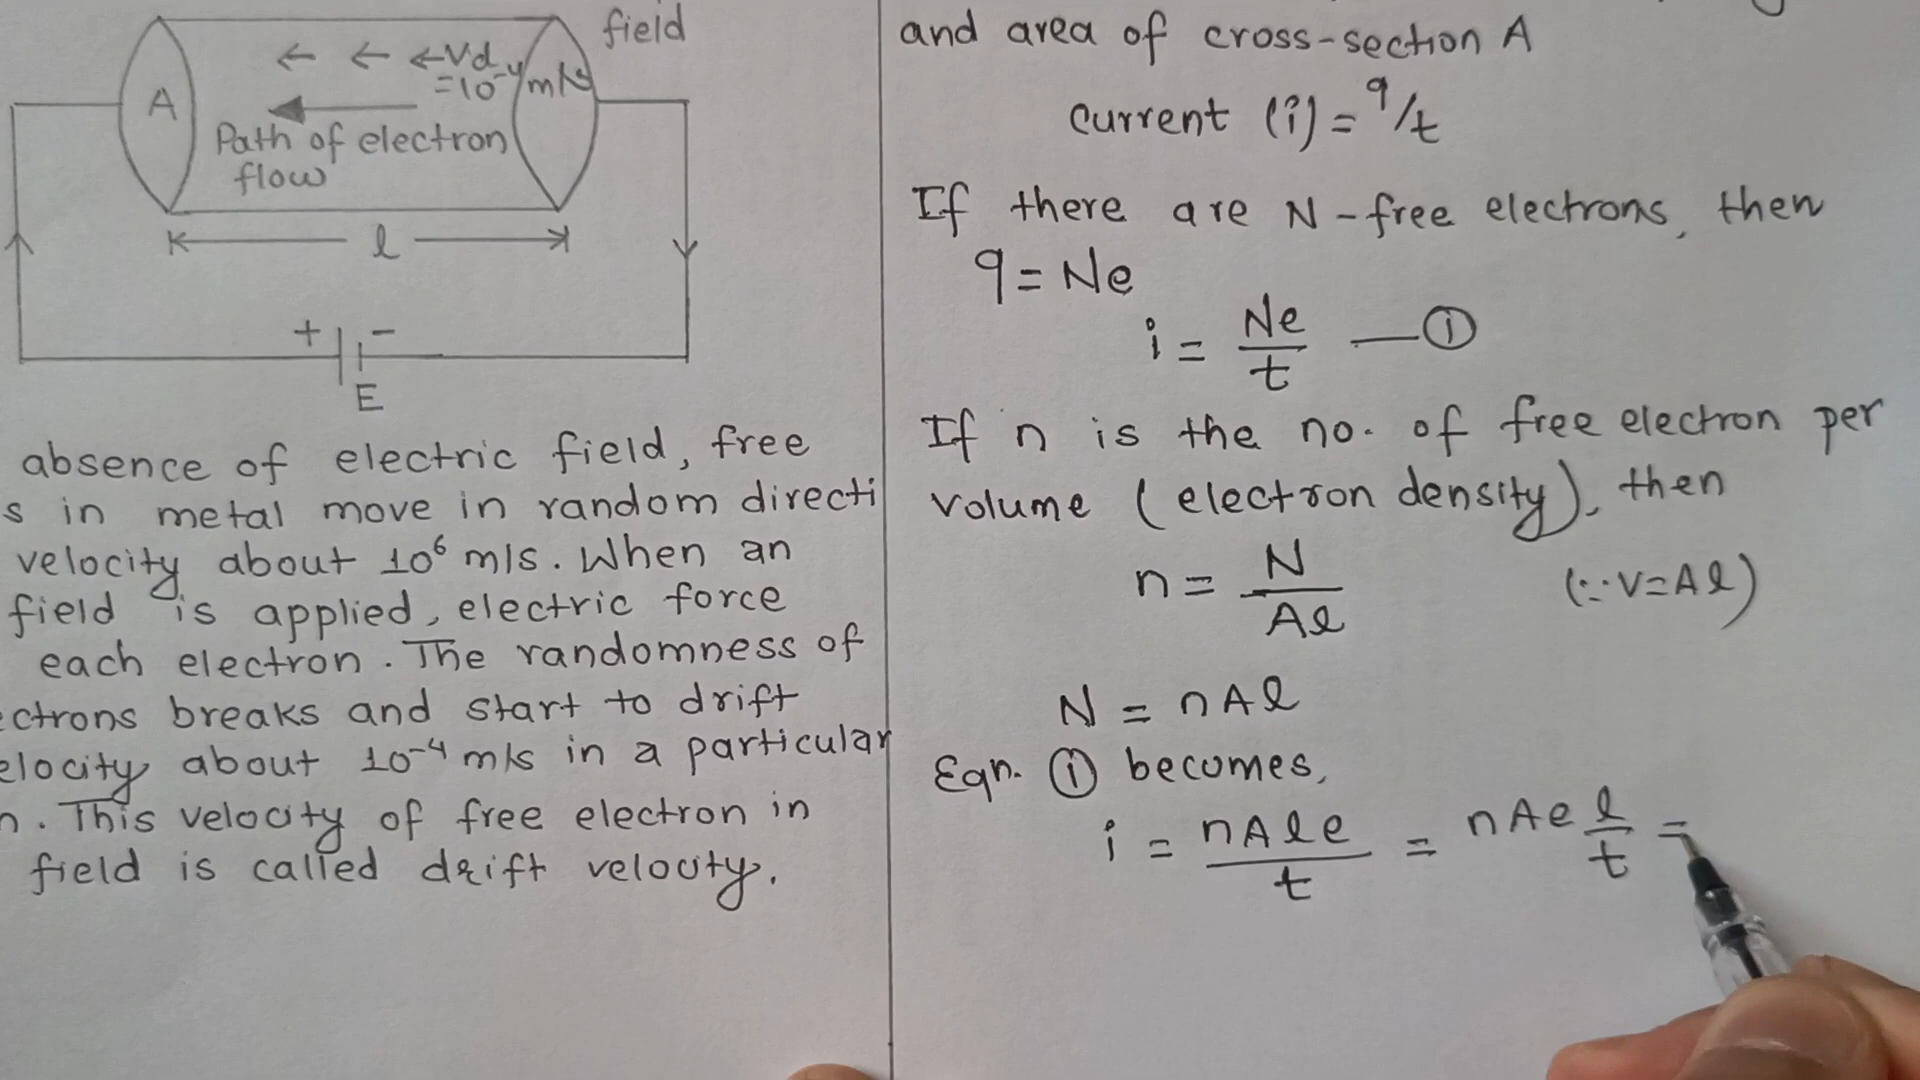 field
← ← ←Vd
=10⁻⁴ m/s
A
Path of electron
flow
l
+ -
E
absence of electric field, free
s in metal move in random directi
velocity about 10⁶ m/s. When an
field is applied, electric force
each electron. The randomness of
ctrons breaks and start to drift
elocity about 10⁻⁴ m/s in a particular
n. This velocity of free electron in
field is called drift velocity.
and area of cross-section A
Current (i) = q/t
If there are N-free electrons, then
q = Ne
i = Ne/t —①
If n is the no. of free electron per
volume (electron density), then
n = N/Al (∵V=Al)
N = nAl
Eqn. ① becomes,
i = nAle/t = nAe l/t =